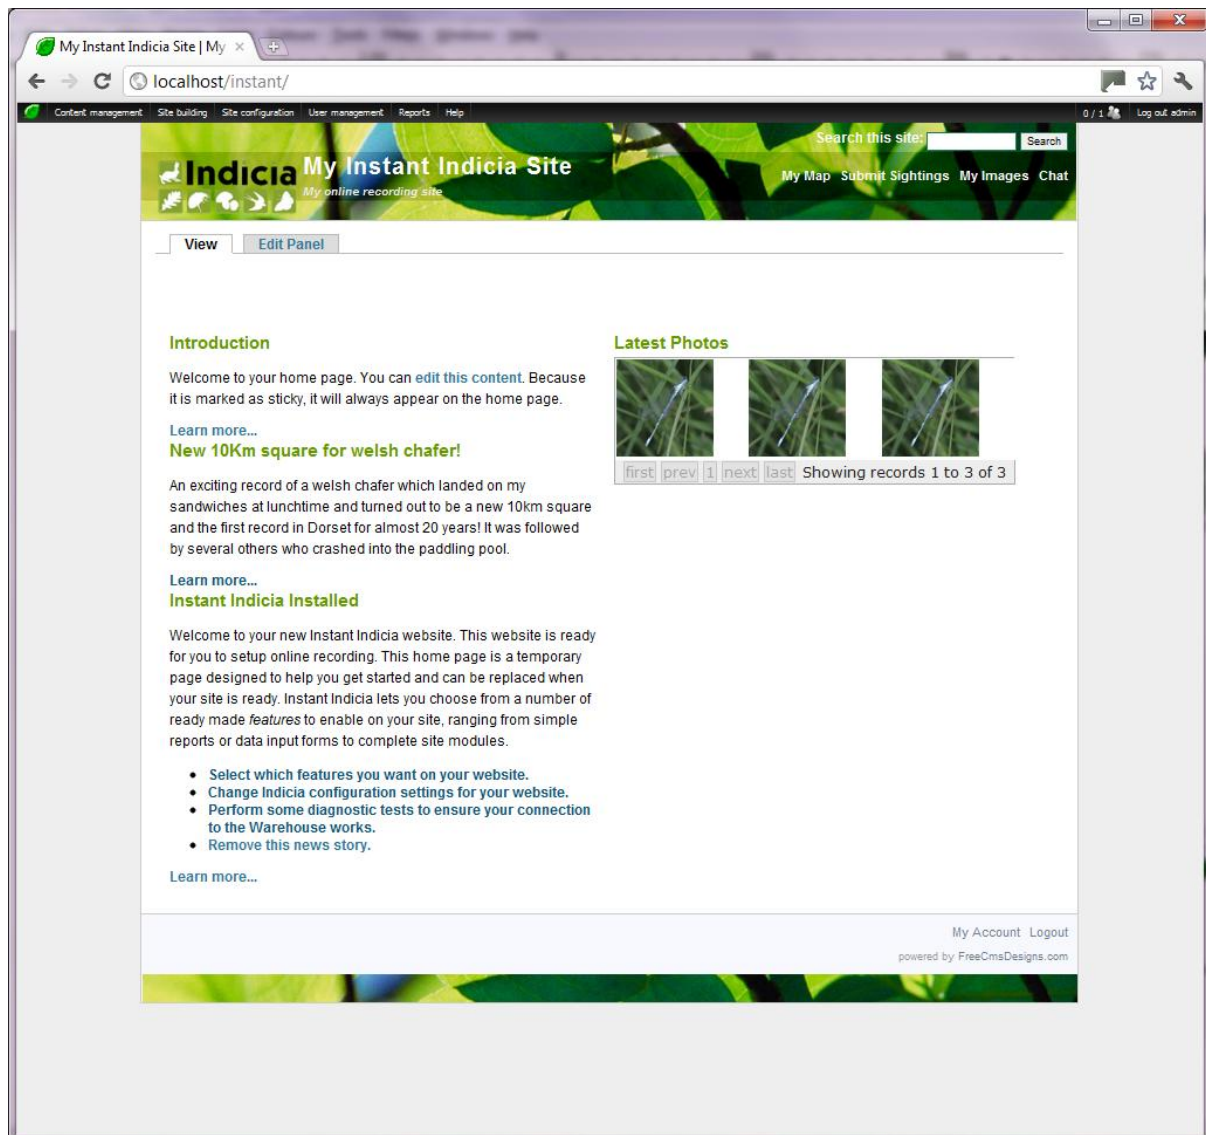 My Instant Indicia Site | My
localhost/instant/
Content management Site building Site configuration User management Reports Help 0 / 1 Log out admin
Search this site: Search
Indicia My Instant Indicia Site
My online recording site
My Map Submit Sightings My Images Chat
View Edit Panel
Introduction
Welcome to your home page. You can edit this content. Because
it is marked as sticky, it will always appear on the home page.
Learn more...
New 10Km square for welsh chafer!
An exciting record of a welsh chafer which landed on my
sandwiches at lunchtime and turned out to be a new 10km square
and the first record in Dorset for almost 20 years! It was followed
by several others who crashed into the paddling pool.
Learn more...
Instant Indicia Installed
Welcome to your new Instant Indicia website. This website is ready
for you to setup online recording. This home page is a temporary
page designed to help you get started and can be replaced when
your site is ready. Instant Indicia lets you choose from a number of
ready made features to enable on your site, ranging from simple
reports or data input forms to complete site modules.
Select which features you want on your website.
Change Indicia configuration settings for your website.
Perform some diagnostic tests to ensure your connection
to the Warehouse works.
Remove this news story.
Learn more...
Latest Photos
first prev 1 next last Showing records 1 to 3 of 3
My Account Logout
powered by FreeCmsDesigns.com